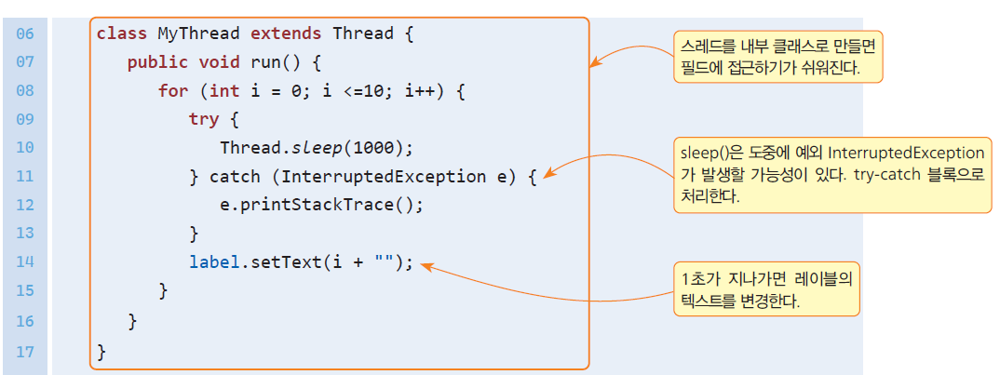 06 class MyThread extends Thread {
07 public void run() {
08 for (int i = 0; i <=10; i++) {
09 try {
10 Thread.sleep(1000);
11 } catch (InterruptedException e) {
12 e.printStackTrace();
13 }
14 label.setText(i + "");
15 }
16 }
17 }
스레드를 내부 클래스로 만들면
필드에 접근하기가 쉬워진다.
sleep()은 도중에 예외 InterruptedException
가 발생할 가능성이 있다. try-catch 블록으로
처리한다.
1초가 지나가면 레이블의
텍스트를 변경한다.